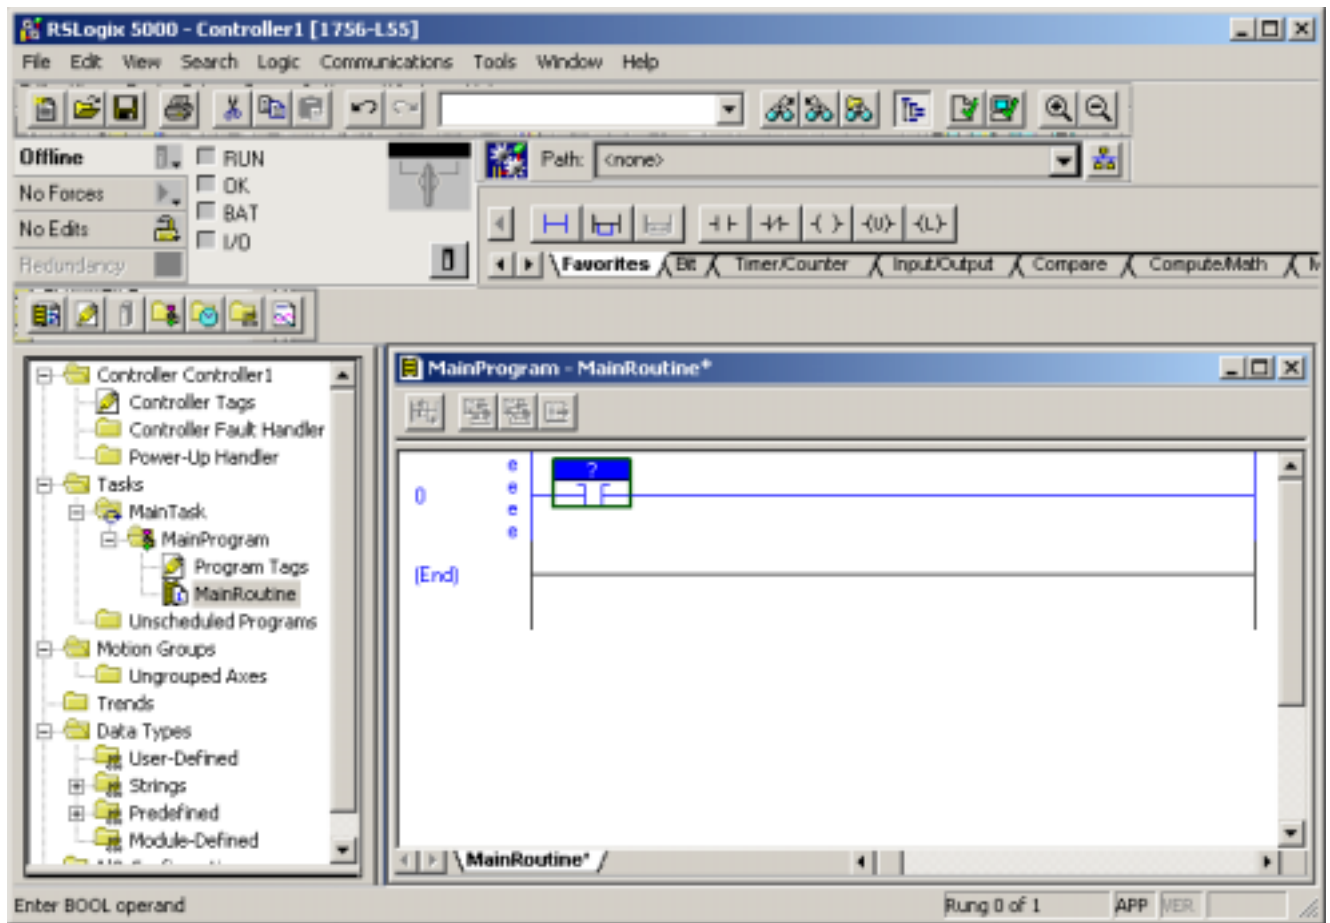 RSLogix 5000 - Controller1 [1756-L55]
File Edit View Search Logic Communications Tools Window Help
Offline
RUN
Path: <none>
No Forces
OK
BAT
No Edits
I/O
Redundancy
-(U)- -(L)-
Favorites Bit Timer/Counter Input/Output Compare Compute/Math
Controller Controller1
Controller Tags
Controller Fault Handler
Power-Up Handler
Tasks
MainTask
MainProgram
Program Tags
MainRoutine
Unscheduled Programs
Motion Groups
Ungrouped Axes
Trends
Data Types
User-Defined
Strings
Predefined
Module-Defined
MainProgram - MainRoutine*
e
?
0
e
e
e
(End)
MainRoutine*
Enter BOOL operand
Rung 0 of 1
APP VER